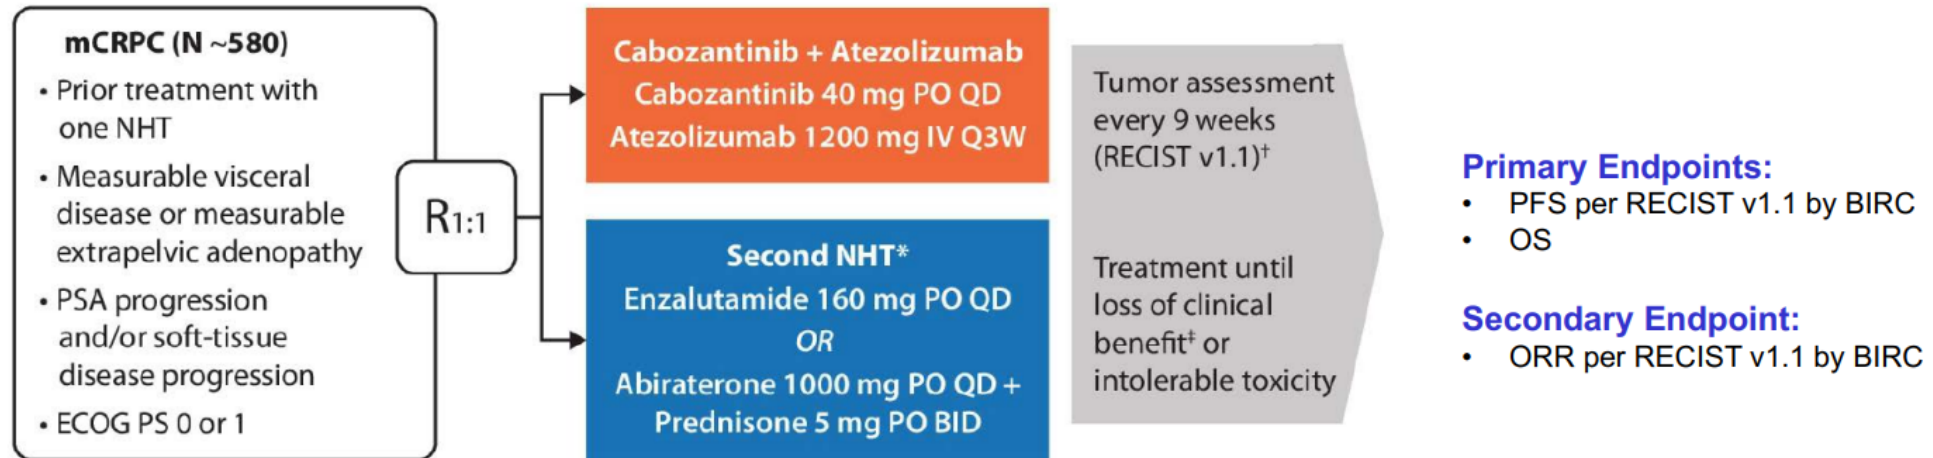 mCRPC (N ~580)
• Prior treatment with
one NHT
• Measurable visceral
disease or measurable
extrapelvic adenopathy
• PSA progression
and/or soft-tissue
disease progression
• ECOG PS 0 or 1
R1:1
Cabozantinib + Atezolizumab
Cabozantinib 40 mg PO QD
Atezolizumab 1200 mg IV Q3W
Second NHT*
Enzalutamide 160 mg PO QD
OR
Abiraterone 1000 mg PO QD +
Prednisone 5 mg PO BID
Tumor assessment
every 9 weeks
(RECIST v1.1)†
Treatment until
loss of clinical
benefit‡ or
intolerable toxicity
Primary Endpoints:
• PFS per RECIST v1.1 by BIRC
• OS
Secondary Endpoint:
• ORR per RECIST v1.1 by BIRC